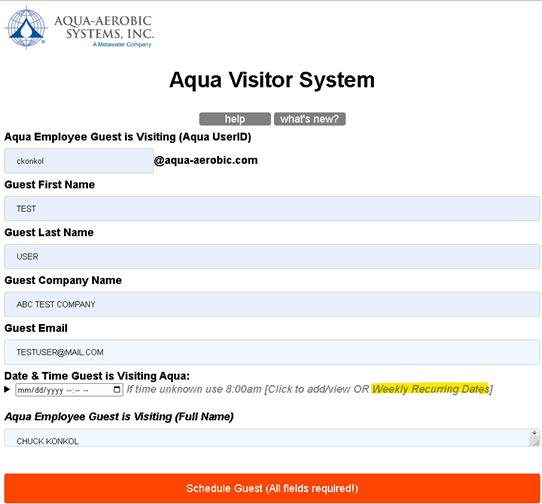 AQUA-AEROBIC
SYSTEMS, INC.
A Metawater Company
Aqua Visitor System
help
what's new?
Aqua Employee Guest is Visiting (Aqua UserID)
ckonkol
@aqua-aerobic.com
Guest First Name
TEST
Guest Last Name
USER
Guest Company Name
ABC TEST COMPANY
Guest Email
TESTUSER@MAIL.COM
Date & Time Guest is Visiting Aqua:
mm/dd/yyyy --:-- -- If time unknown use 8:00am [Click to add/view OR Weekly Recurring Dates]
Aqua Employee Guest is Visiting (Full Name)
CHUCK KONKOL
Schedule Guest (All fields required!)